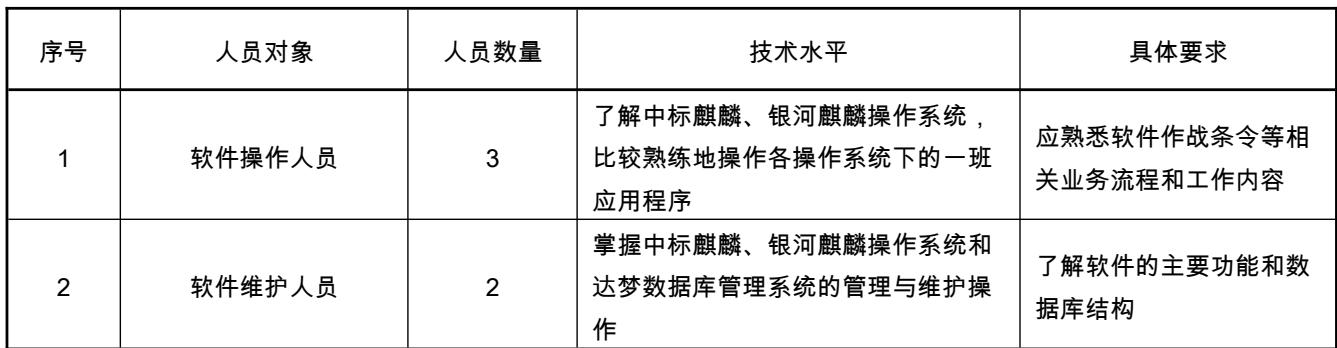 序号 人员对象 人员数量 技术水平 具体要求
1 软件操作人员 3 了解中标麒麟、银河麒麟操作系统，
相比较熟练地操作各操作系统下的一班
应用程序
应熟悉软件作战条令等相
关业务流程和工作内容
2 软件维护人员 2 掌握中标麒麟、银河麒麟操作系统和
达梦数据库管理系统的管理与维护操
作
了解软件的主要功能和数
据库结构